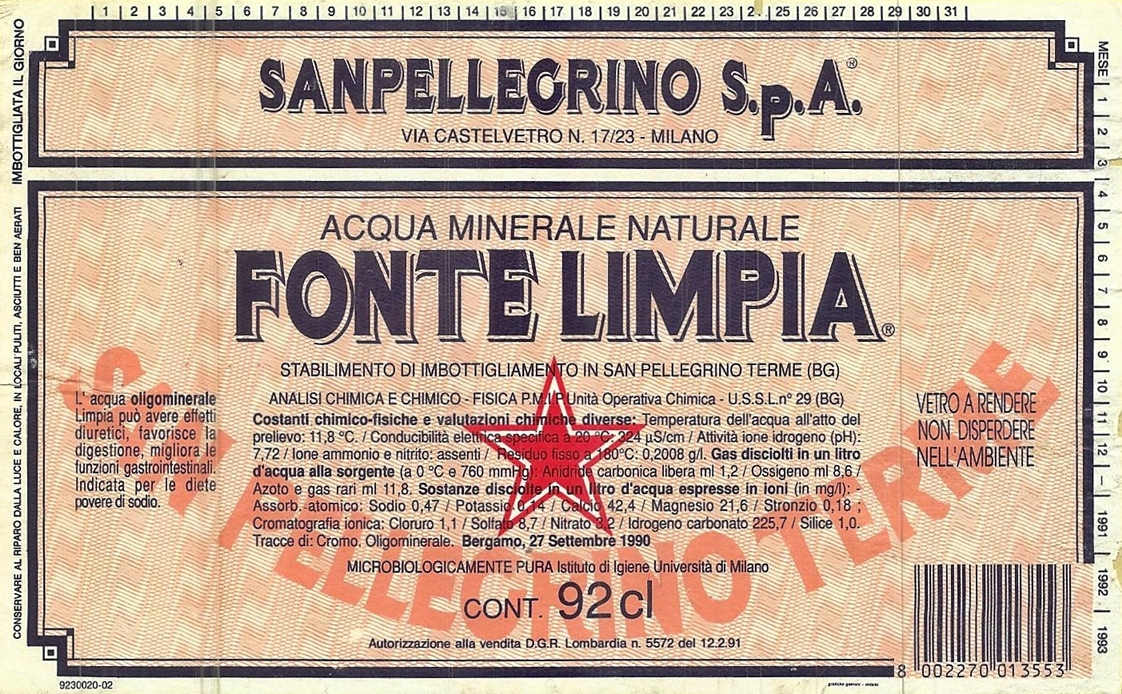 1 | 2 | 3 | 4 | 5 | 6 | 7 | 8 | 9 | 10 | 11 | 12 | 13 | 14 | 15 | 16 | 17 | 18 | 19 | 20 | 21 | 22 | 23 | 24 | 25 | 26 | 27 | 28 | 29 | 30 | 31 |
IMBOTTIGLIATA IL GIORNO
CONSERVARE AL RIPARO DALLA LUCE E CALORE, IN LOCALI PULITI, ASCIUTTI E BEN AERATI
SANPELLEGRINO S.p.A.®
VIA CASTELVETRO N. 17/23 - MILANO
ACQUA MINERALE NATURALE
FONTE LIMPIA®
STABILIMENTO DI IMBOTTIGLIAMENTO IN SAN PELLEGRINO TERME (BG)
ANALISI CHIMICA E CHIMICO - FISICA P.M.I.P. Unità Operativa Chimica - U.S.S.L.n° 29 (BG)
Costanti chimico-fisiche e valutazioni chimiche diverse: Temperatura dell'acqua all'atto del
prelievo: 11,8 °C. / Conducibilità elettrica specifica a 20 °C: 324 µS/cm / Attività ione idrogeno (pH):
7,72 / Ione ammonio e nitrito: assenti / Residuo fisso a 180°C: 0,2008 g/l. Gas disciolti in un litro
d'acqua alla sorgente (a 0 °C e 760 mmHg): Anidride carbonica libera ml 1,2 / Ossigeno ml 8,6 /
Azoto e gas rari ml 11,8. Sostanze disciolte in un litro d'acqua espresse in ioni (in mg/l): -
Assorb. atomico: Sodio 0,47 / Potassio 0,14 / Calcio 42,4 / Magnesio 21,6 / Stronzio 0,18 ;
Cromatografia ionica: Cloruro 1,1 / Solfato 8,7 / Nitrato 3,2 / Idrogeno carbonato 225,7 / Silice 1,0.
Tracce di: Cromo. Oligominerale. Bergamo, 27 Settembre 1990
MICROBIOLOGICAMENTE PURA Istituto di Igiene Università di Milano
CONT. 92 cl
Autorizzazione alla vendita D.G.R. Lombardia n. 5572 del 12.2.91
L' acqua oligominerale
Limpia può avere effetti
diuretici, favorisce la
digestione, migliora le
funzioni gastrointestinali.
Indicata per le diete
povere di sodio.
SAN PELLEGRINO TERME
VETRO A RENDERE
NON DISPERDERE
NELL'AMBIENTE
MESE | 1 | 2 | 3 | 4 | 5 | 6 | 7 | 8 | 9 | 10 | 11 | 12 | – | 1991 | 1992 | 1993
8 002270 013553
9230020-02